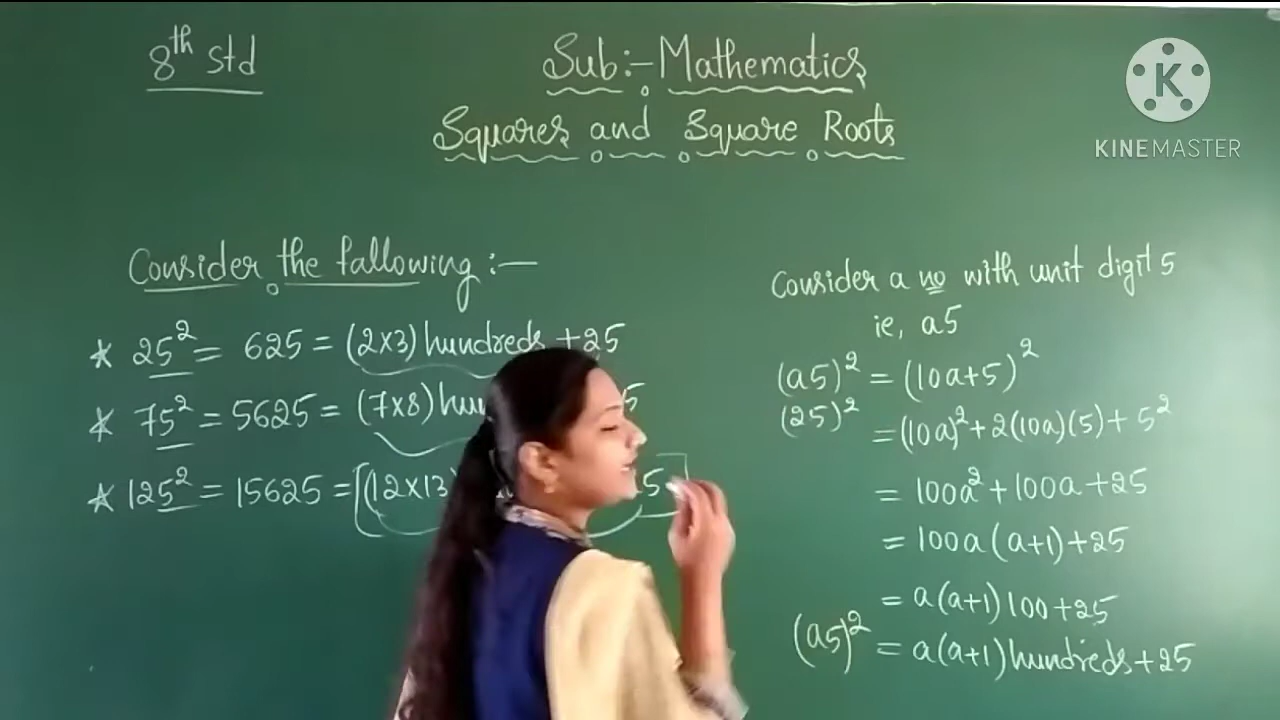 8th std
Sub:- Mathematics
Squares and Square Roots
K
KINEMASTER
Consider the fallowing :-
* 25² = 625 = (2x3) hundreds + 25
* 75² = 5625 = (7x8)
* 125² = 15625 = [(12x13)
Consider a no with unit digit 5
ie, a5
(a5)² = (10a+5)²
(25)²
= (10a)² + 2(10a)(5) + 5²
= 100a² + 100a + 25
= 100a (a+1) + 25
= a(a+1) 100 + 25
(a5)² = a(a+1) hundreds + 25